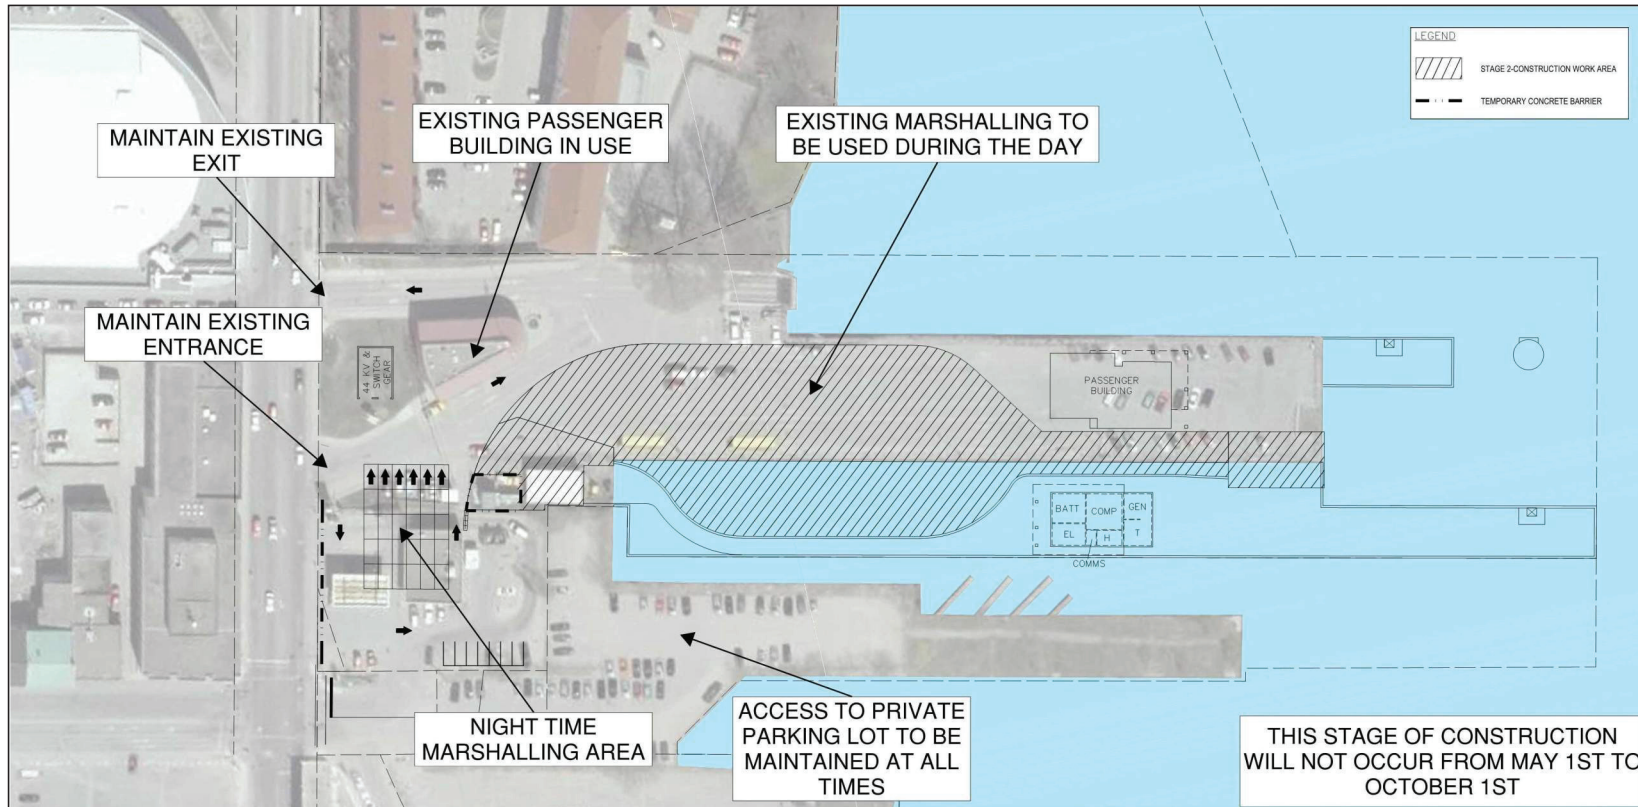 LEGEND
STAGE 2-CONSTRUCTION WORK AREA
TEMPORARY CONCRETE BARRIER
MAINTAIN EXISTING
EXIT
EXISTING PASSENGER
BUILDING IN USE
EXISTING MARSHALLING TO
BE USED DURING THE DAY
MAINTAIN EXISTING
ENTRANCE
44 KV &
SWITCH
GEAR
PASSENGER
BUILDING
BATT
COMP
GEN
EL
H
T
COMMS
NIGHT TIME
MARSHALLING AREA
ACCESS TO PRIVATE
PARKING LOT TO BE
MAINTAINED AT ALL
TIMES
THIS STAGE OF CONSTRUCTION
WILL NOT OCCUR FROM MAY 1ST TO
OCTOBER 1ST